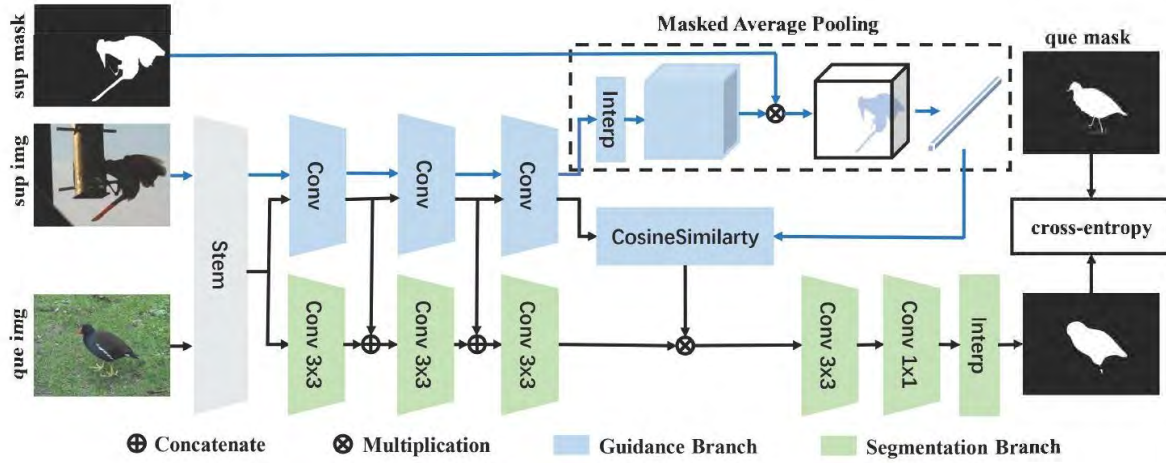 Masked Average Pooling
que mask
sup mask
Interp
sup img
Conv
Conv
Conv
Stem
CosineSimilarty
cross-entropy
que img
Conv 3x3
Conv 3x3
Conv 3x3
Conv 3x3
Conv 1x1
Interp
Concatenate
Multiplication
Guidance Branch
Segmentation Branch